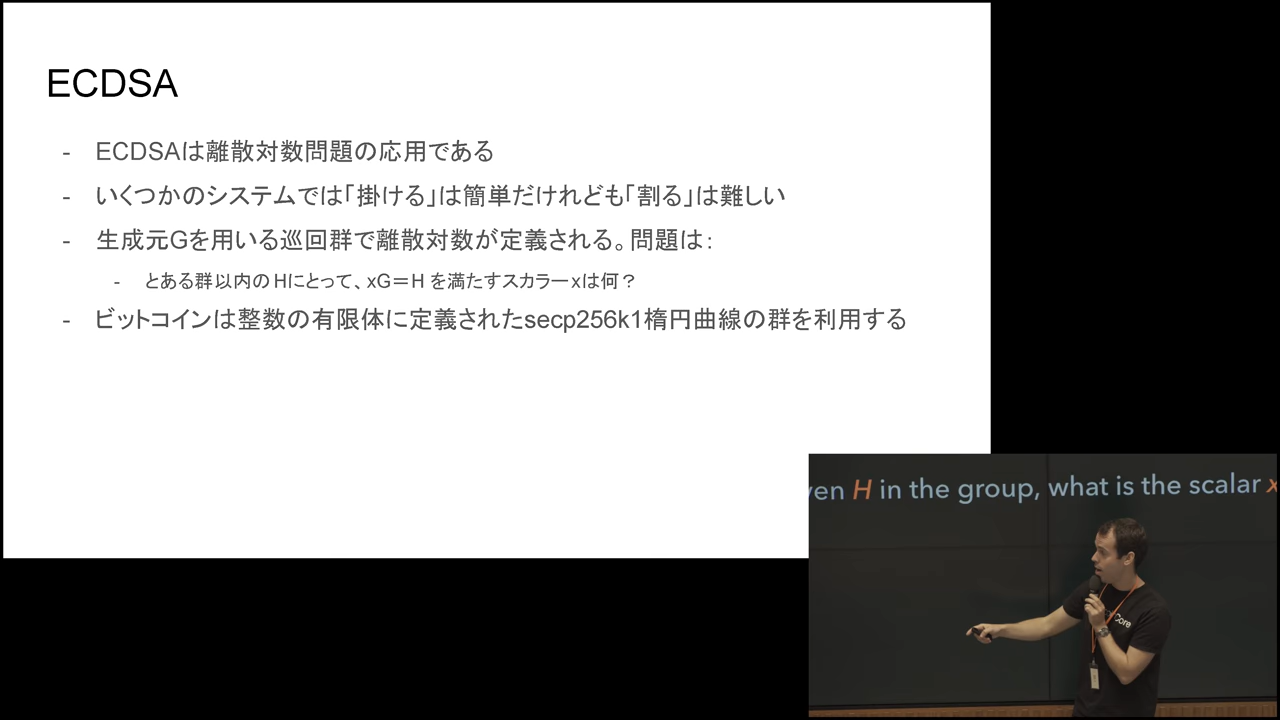 ECDSA
- ECDSAは離散対数問題の応用である
- いくつかのシステムでは「掛ける」は簡単だけれども「割る」は難しい
- 生成元Gを用いる巡回群で離散対数が定義される。問題は：
- とある群以内のHにとって、xG＝H を満たすスカラーxは何？
- ビットコインは整数の有限体に定義されたsecp256k1楕円曲線の群を利用する
ven H in the group, what is the scalar x
Core